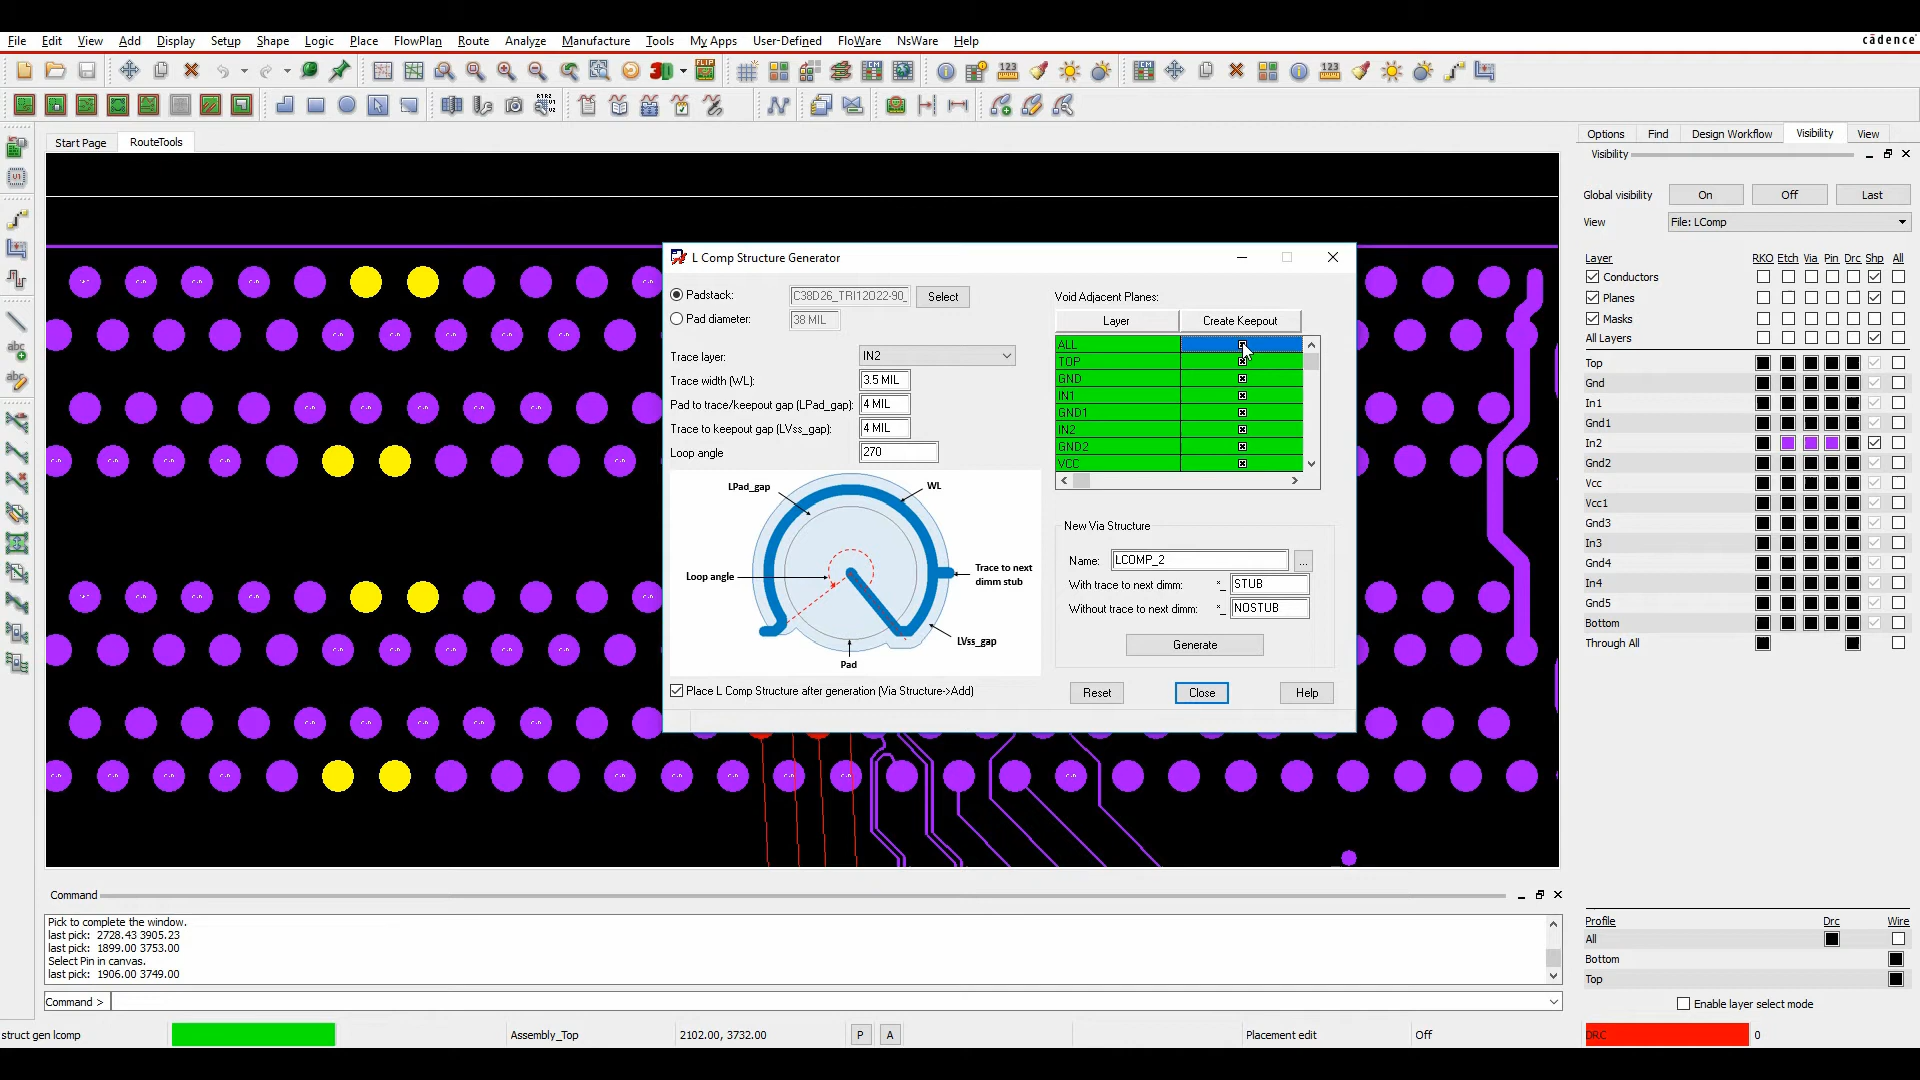 File Edit View Add Display Setup Shape Logic Place FlowPlan Route Analyze Manufacture Tools My Apps User-Defined FloWare NsWare Help
cādence
Start Page RouteTools
Options Find Design Workflow Visibility View
Visibility
Global visibility On Off Last
View File: LComp
Layer RKO Etch Via Pin Drc Shp All
Conductors
Planes
Masks
All Layers
Top
Gnd
In1
Gnd1
In2
Gnd2
Vcc
Vcc1
Gnd3
In3
Gnd4
In4
Gnd5
Bottom
Through All
L Comp Structure Generator
Padstack: C38D26_TRI12O22-90_ Select
Pad diameter: 38 MIL
Trace layer: IN2
Trace width (WL): 3.5 MIL
Pad to trace/keepout gap (LPad_gap): 4 MIL
Trace to keepout gap (LVss_gap): 4 MIL
Loop angle 270
LPad_gap
WL
Loop angle
Trace to next
dimm stub
LVss_gap
Pad
Place L Comp Structure after generation (Via Structure->Add)
Void Adjacent Planes:
Layer Create Keepout
ALL
TOP
GND
IN1
GND1
IN2
GND2
VCC
New Via Structure
Name: LCOMP_2 ...
With trace to next dimm: *_ STUB
Without trace to next dimm: *_ NOSTUB
Generate
Reset Close Help
Command
Pick to complete the window.
last pick: 2728.43 3905.23
last pick: 1899.00 3753.00
Select Pin in canvas.
last pick: 1906.00 3749.00
Command >
Profile Drc Wire
All
Bottom
Top
Enable layer select mode
struct gen lcomp Assembly_Top 2102.00, 3732.00 P A Placement edit Off DRC 0